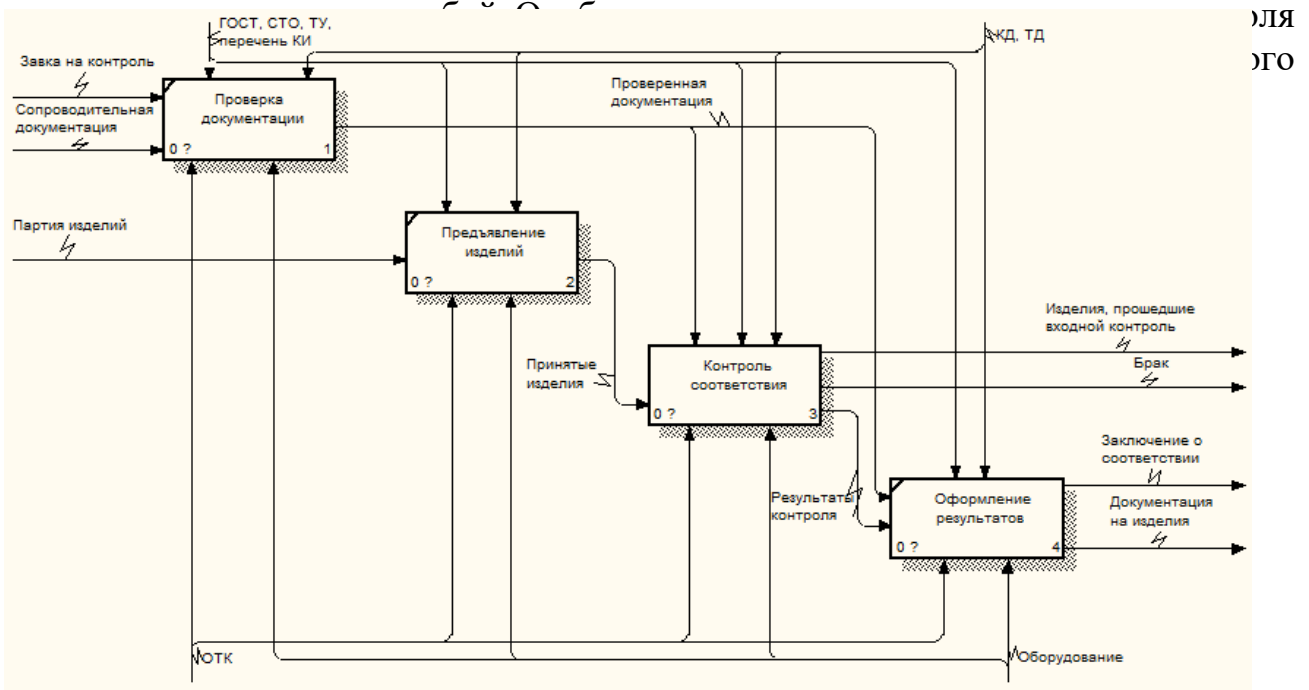 ГОСТ, СТО, ТУ,
перечень КИ
КД, ТД
Завка на контроль
Сопроводительная
документация
Проверка
документации
0 ?
1
Проверенная
документация
Партия изделий
Предъявление
изделий
0 ?
2
Принятые
изделия
Контроль
соответствия
0 ?
3
Изделия, прошедшие
входной контроль
Брак
Результаты
контроля
Оформление
результатов
0 ?
4
Заключение о
соответствии
Документация
на изделия
ОТК
Оборудование